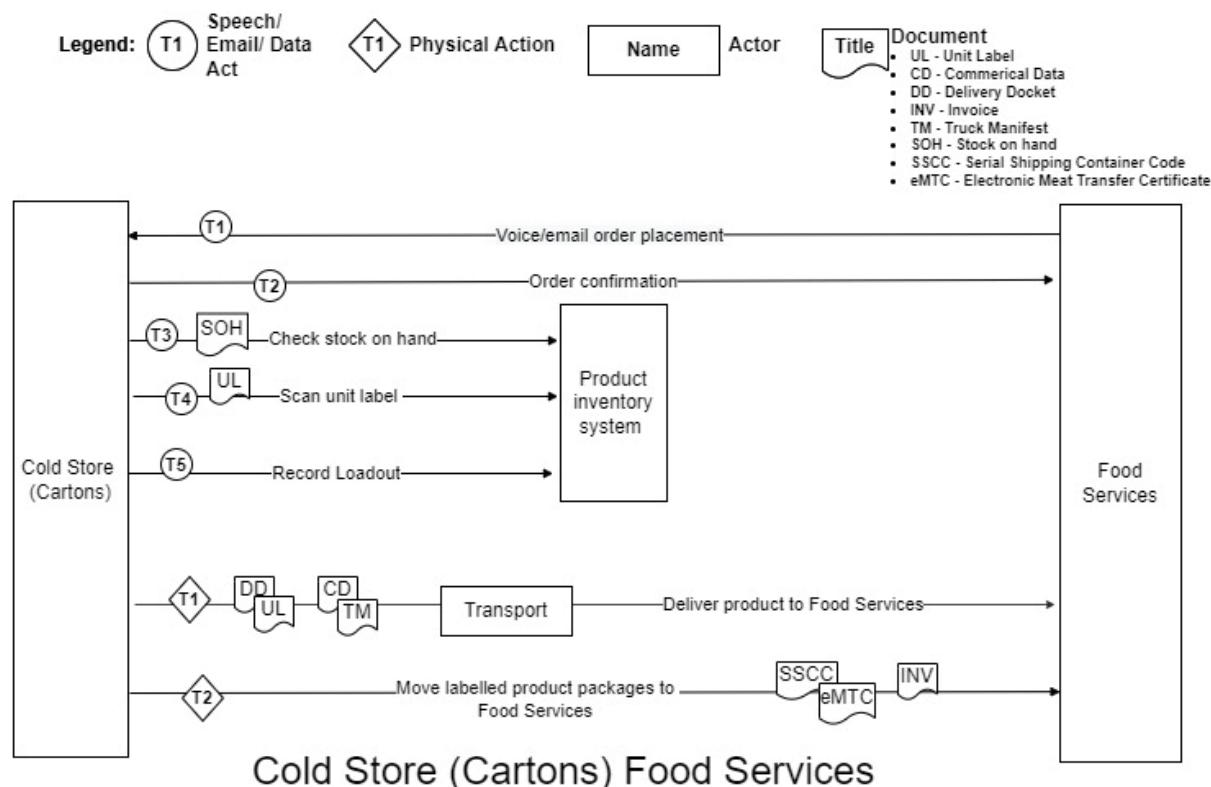 Legend:
T1
Speech/
Email/ Data
Act
T1
Physical Action
Name
Actor
Title
Document
• UL - Unit Label
• CD - Commerical Data
• DD - Delivery Docket
• INV - Invoice
• TM - Truck Manifest
• SOH - Stock on hand
• SSCC - Serial Shipping Container Code
• eMTC - Electronic Meat Transfer Certificate
Cold Store
(Cartons)
Food
Services
T1
Voice/email order placement
T2
Order confirmation
T3
SOH
Check stock on hand
T4
UL
Scan unit label
T5
Record Loadout
Product
inventory
system
T1
DD
UL
CD
TM
Transport
Deliver product to Food Services
T2
Move labelled product packages to
Food Services
SSCC
eMTC
INV
Cold Store (Cartons) Food Services